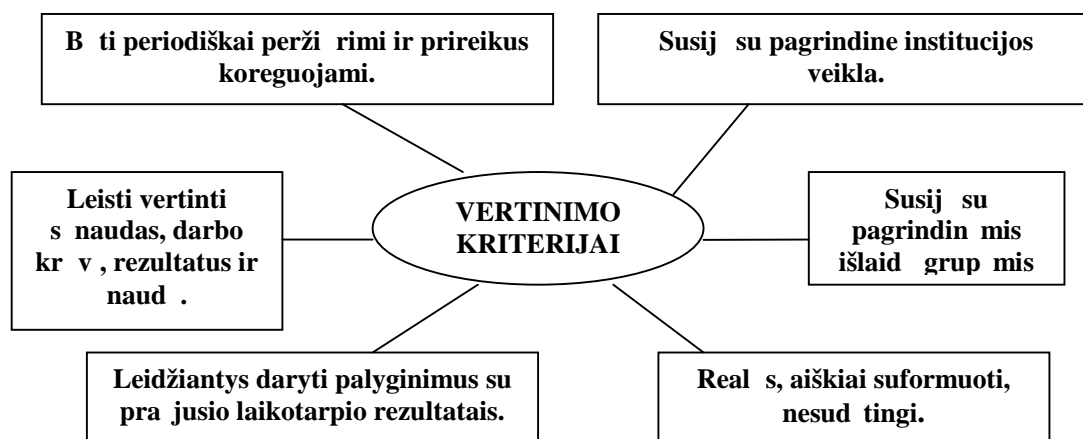 B ti periodiškai perži rimi ir prireikus
koreguojami.
Susij su pagrindine institucijos
veikla.
Leisti vertinti
s naudas, darbo
kr v , rezultatus ir
naud .
VERTINIMO
KRITERIJAI
Susij su
pagrindin mis
išlaid grup mis
Leidžiantys daryti palyginimus su
pra jusio laikotarpio rezultatais.
Real s, aiškiai suformuoti,
nesud tingi.